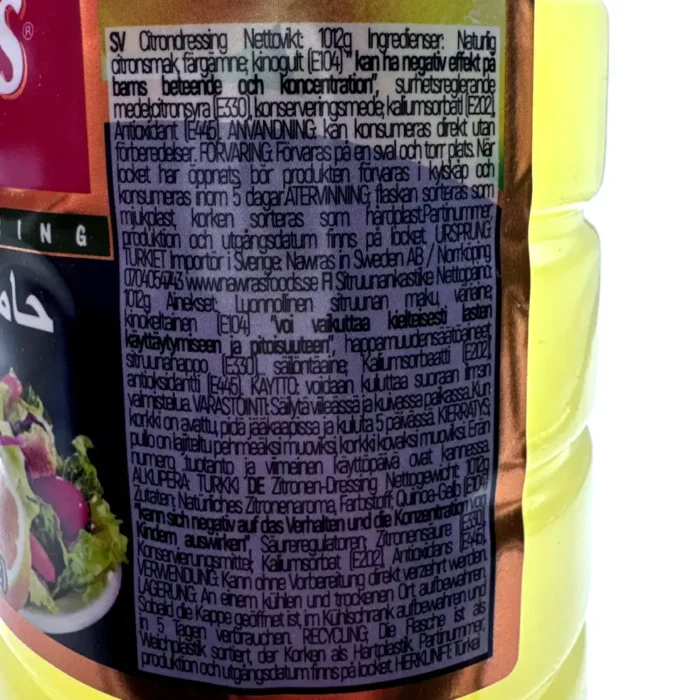 S®
ING
حام
SV Citrondressing Nettovikt: 1012g Ingredienser: Naturlig
citronsmak, färgämne; kinogult (E104)" kan ha negativ effekt på
barns beteende och koncentration", surhetsreglerande
medel;citronsyra (E330), konserveringsmedel; kaliumsorbat (E202),
Antioxidant (E445). ANVÄNDNING: kan konsumeras direkt utan
förberedelser. FÖRVARING: Förvaras på en sval och torr plats. När
locket har öppnats, bör produkten förvaras i kylskåp och
konsumeras inom 5 dagar.ÅTERVINNING; flaskan sorteras som
mjukplast, korken sorteras som hårdplast.Partinummer,
produktion och utgångsdatum finns på locket. URSPRUNG:
TURKIET Importör i Sverige: Nawras in Sweden AB / Norrköping
0704054743 www.nawrasfoods.se FI Sitruunankastike Nettopaino:
1012g Ainekset: Luonnollinen sitruunan maku, väriaine;
kinokeltainen (E104) "voi vaikuttaa kielteisesti lasten
käyttäytymiseen ja pitoisuuteen", happamuudensäätöaineet;
sitruunahappo (E330), säilöntäaine; Kaliumsorbaatti (E202),
antioksidantti (E445). KÄYTTÖ: voidaan kuluttaa suoraan ilman
valmistelua. VARASTOINTI: Säilytä viileässä ja kuivassa paikassa. Kun
korkki on avattu, pidä jääkaapissa ja kuluta 5 päivässä. KIERRÄTYS;
pullo on lajiteltu pehmeäksi muoviksi, korkki kovaksi muoviksi. Erän
numero, tuotanto ja viimeinen käyttöpäivä ovat kannessa.
ALKUPERÄ: TURKKI DE Zitronen-Dressing Nettogewicht: 1012g
Zutaten: Natürliches Zitronenaroma, Farbstoff: Quinoa-Gelb (E104)
"kann sich negativ auf das Verhalten und die Konzentration von
Kindern auswirken", Säureregulatoren; Zitronensäure (E330),
Konservierungsmittel; Kaliumsorbat (E202), Antioxidans (E445).
VERWENDUNG: Kann ohne Vorbereitung direkt verzehrt werden.
LAGERUNG: An einem kühlen und trockenen Ort aufbewahren.
Sobald die Kappe geöffnet ist, im Kühlschrank aufbewahren und
in 5 Tagen verbrauchen. RECYCLING; Die Flasche ist als
Weichplastik sortiert, der Korken als Hartplastik. Partinummer,
produktion och utgångsdatum finns på locket. HERKUNFT: Türkei